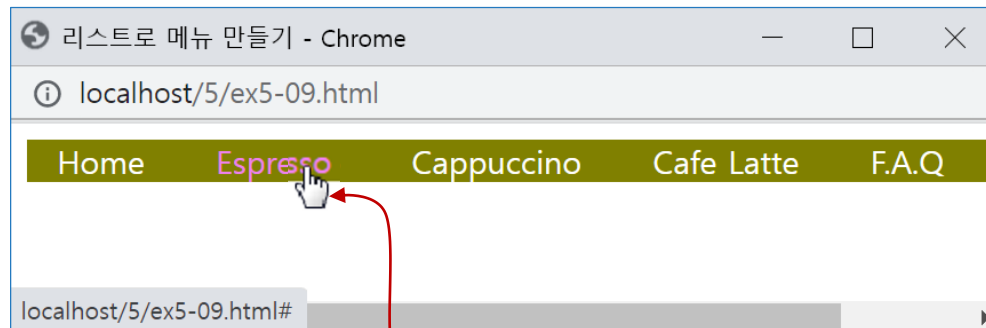 리스트로 메뉴 만들기 - Chrome
localhost/5/ex5-09.html
Home Espresso Cappuccino Cafe Latte F.A.Q
localhost/5/ex5-09.html#